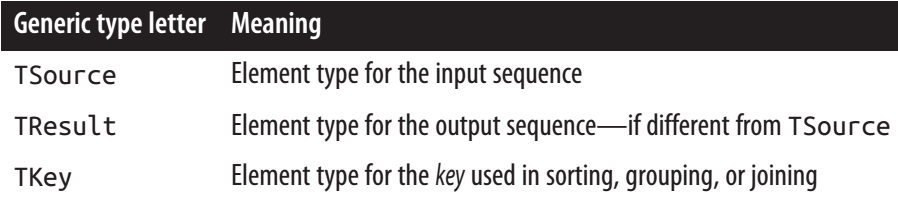 Generic type letter Meaning
TSource Element type for the input sequence
TResult Element type for the output sequence—if different from TSource
TKey Element type for the key used in sorting, grouping, or joining